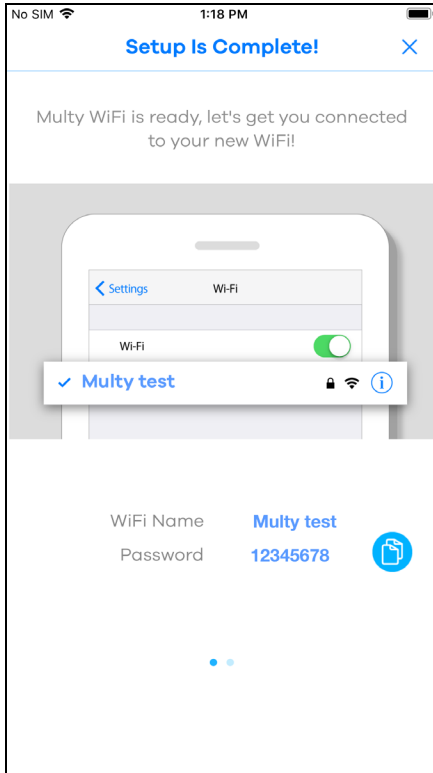 No SIM 1:18 PM
Setup Is Complete!
Multy WiFi is ready, let's get you connected
to your new WiFi!
Settings Wi-Fi
Wi-Fi
Multy test
WiFi Name Multy test
Password 12345678